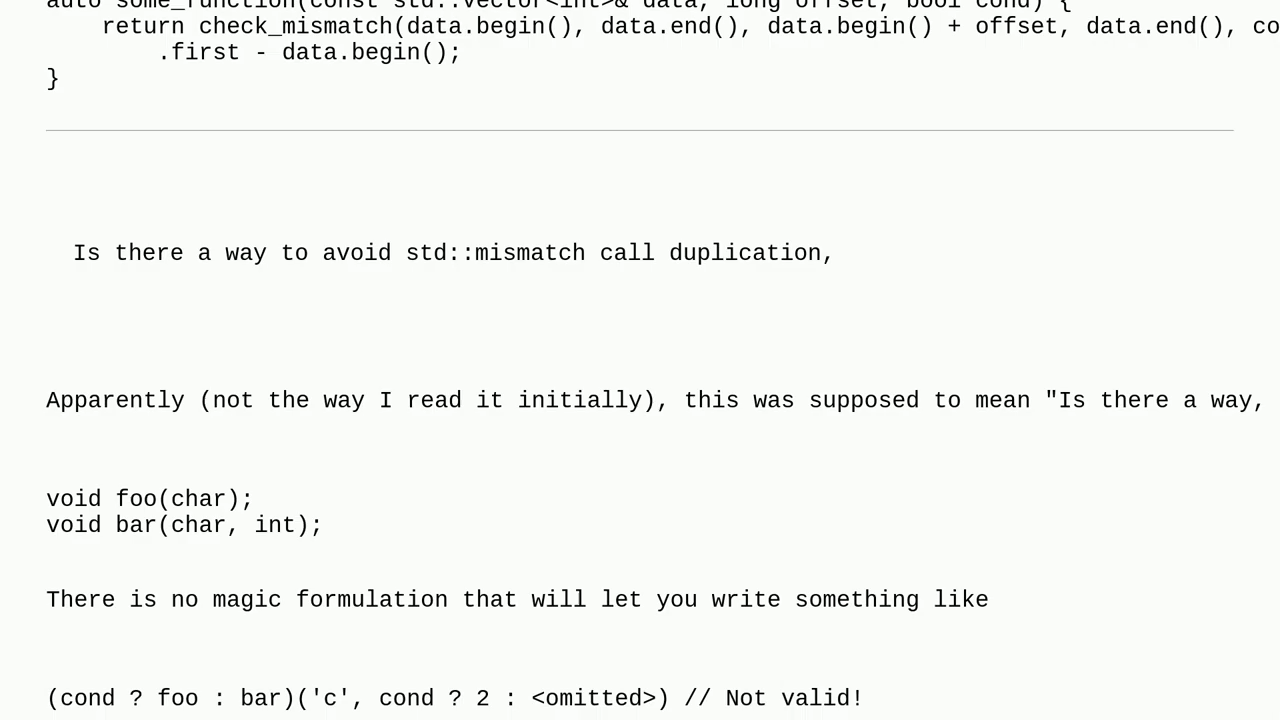 auto some_function(const std::vector<int>& data, long offset, bool cond) {
return check_mismatch(data.begin(), data.end(), data.begin() + offset, data.end(), co
.first - data.begin();
}
Is there a way to avoid std::mismatch call duplication,
Apparently (not the way I read it initially), this was supposed to mean "Is there a way,
void foo(char);
void bar(char, int);
There is no magic formulation that will let you write something like
(cond ? foo : bar)('c', cond ? 2 : <omitted>) // Not valid!